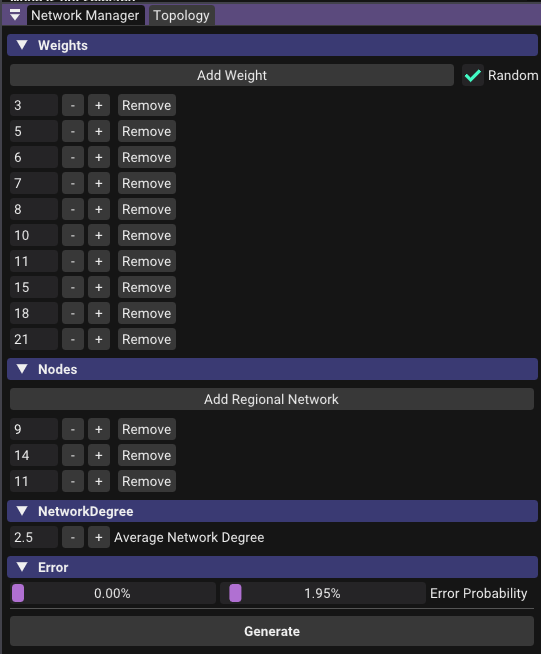 Network Manager Topology
Weights
Add Weight Random
3 - + Remove
5 - + Remove
6 - + Remove
7 - + Remove
8 - + Remove
10 - + Remove
11 - + Remove
15 - + Remove
18 - + Remove
21 - + Remove
Nodes
Add Regional Network
9 - + Remove
14 - + Remove
11 - + Remove
NetworkDegree
2.5 - + Average Network Degree
Error
0.00% 1.95% Error Probability
Generate